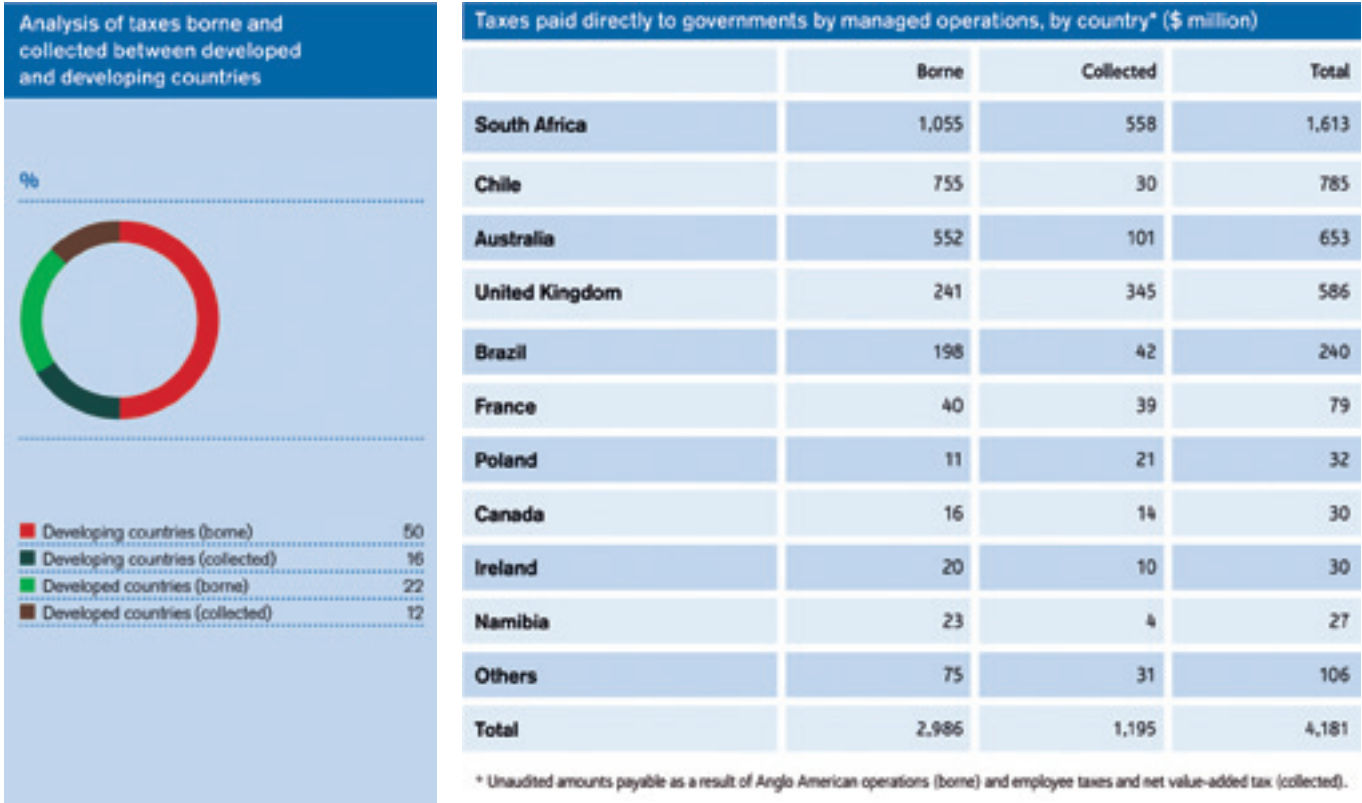 Analysis of taxes borne and
collected between developed
and developing countries
%
Developing countries (borne) 50
Developing countries (collected) 16
Developed countries (borne) 22
Developed countries (collected) 12
Taxes paid directly to governments by managed operations, by country* ($ million)
Borne Collected Total
South Africa 1,055 558 1,613
Chile 755 30 785
Australia 552 101 653
United Kingdom 241 345 586
Brazil 198 42 240
France 40 39 79
Poland 11 21 32
Canada 16 14 30
Ireland 20 10 30
Namibia 23 4 27
Others 75 31 106
Total 2,986 1,195 4,181
* Unaudited amounts payable as a result of Anglo American operations (borne) and employee taxes and net value-added tax (collected).